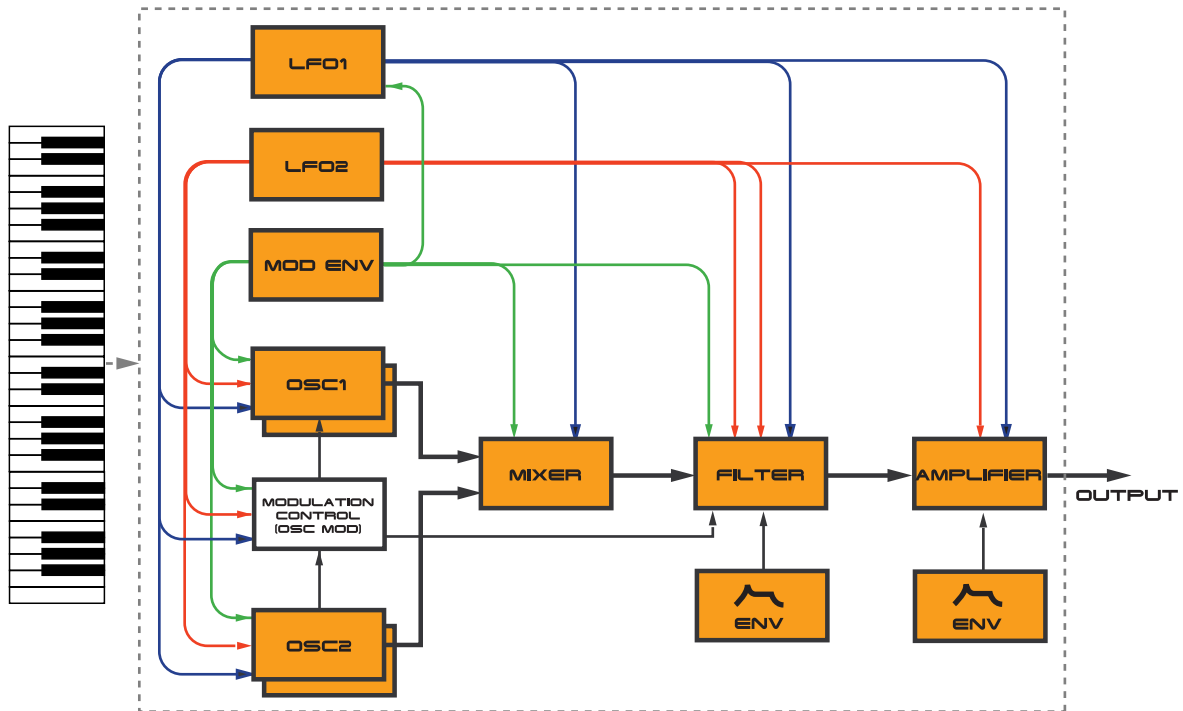 LFO1
LFO2
MOD ENV
OSC1
MODULATION
CONTROL
(OSC MOD)
OSC2
MIXER
FILTER
AMPLIFIER
OUTPUT
ENV
ENV